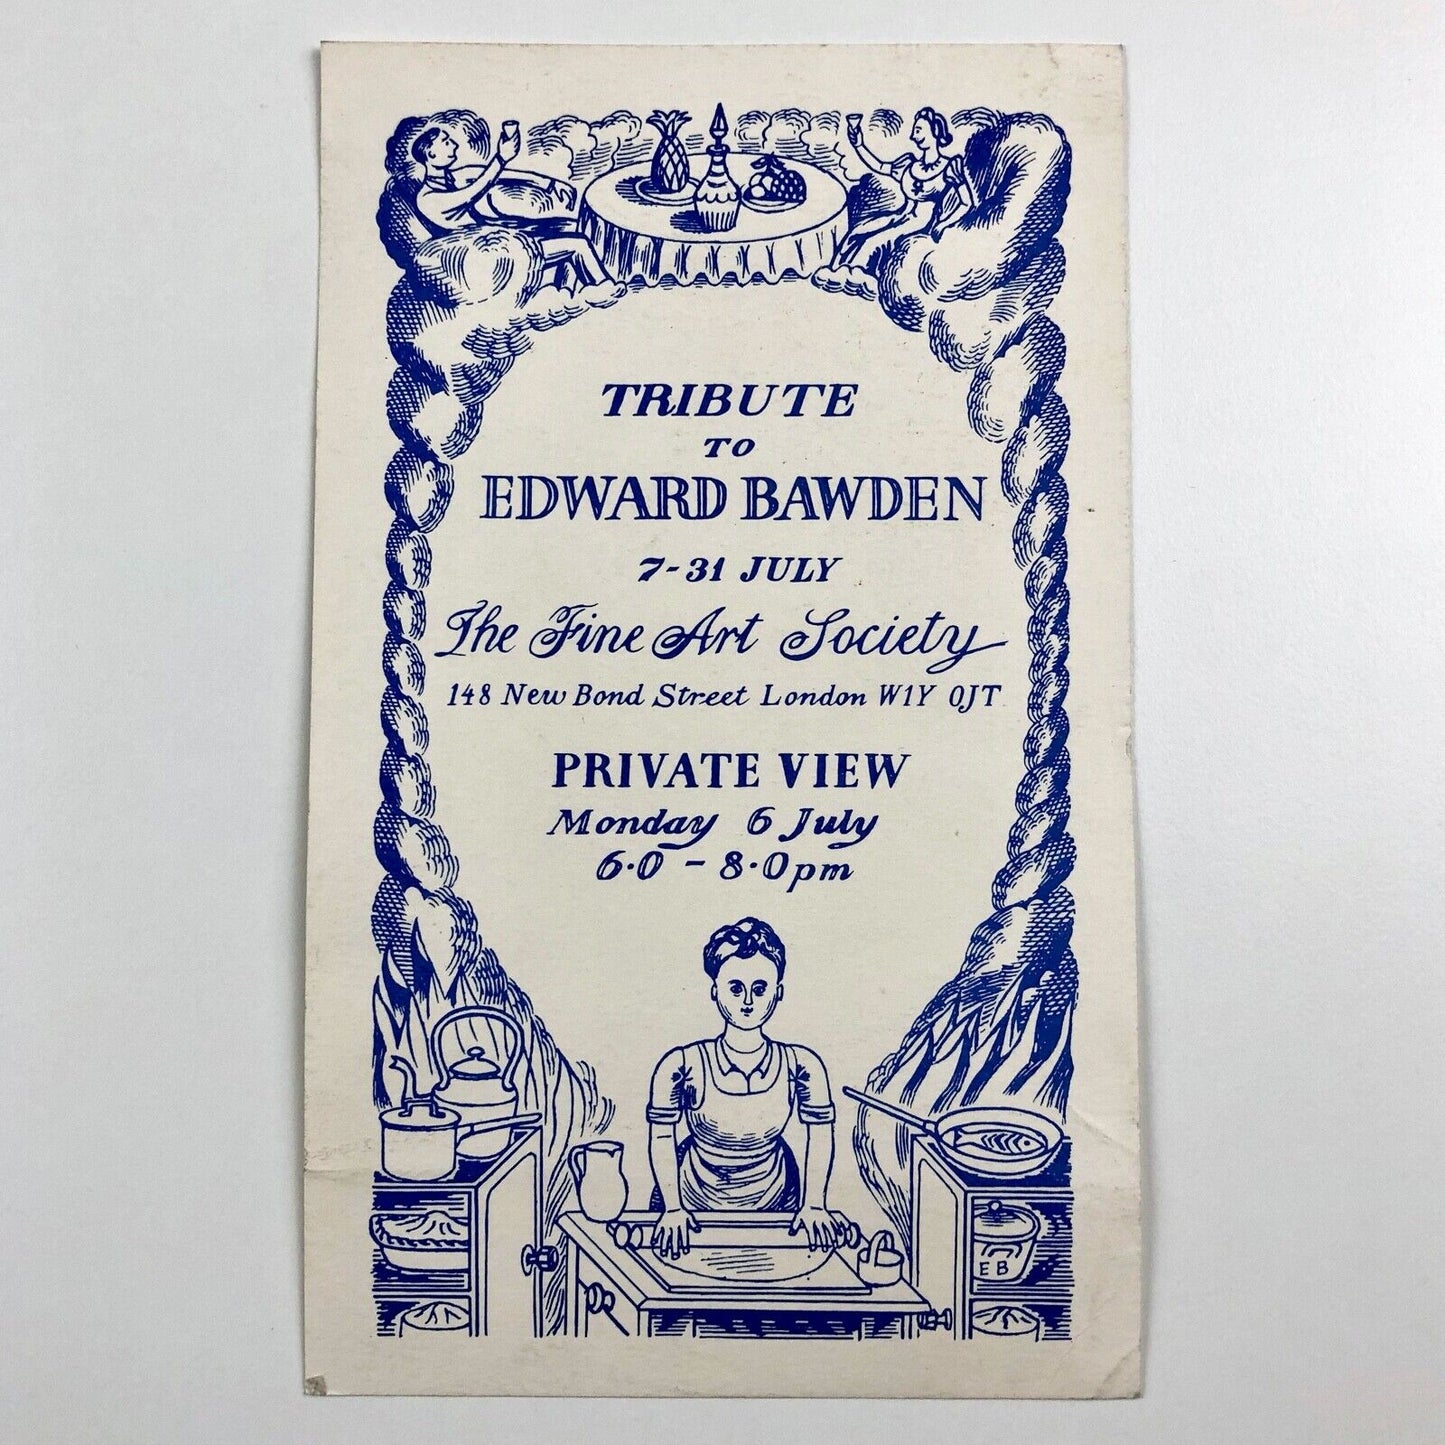 TRIBUTE
TO
EDWARD BAWDEN
7-31 JULY
The Fine Art Society
148 New Bond Street London W1Y 0JT
PRIVATE VIEW
Monday 6 July
6·0 - 8·0pm
EB